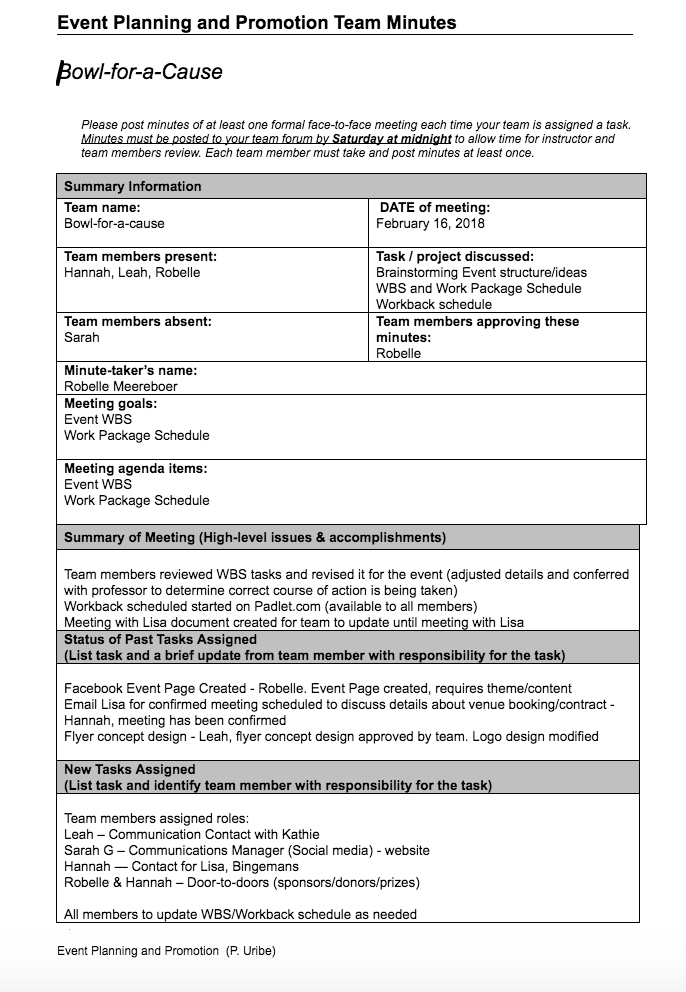 Event Planning and Promotion Team Minutes
Bowl-for-a-Cause
Please post minutes of at least one formal face-to-face meeting each time your team is assigned a task.
Minutes must be posted to your team forum by Saturday at midnight to allow time for instructor and
team members review. Each team member must take and post minutes at least once.
Summary Information
Team name:
Bowl-for-a-cause
DATE of meeting:
February 16, 2018
Team members present:
Hannah, Leah, Robelle
Task / project discussed:
Brainstorming Event structure/ideas
WBS and Work Package Schedule
Workback schedule
Team members absent:
Sarah
Team members approving these
minutes:
Robelle
Minute-taker's name:
Robelle Meereboer
Meeting goals:
Event WBS
Work Package Schedule
Meeting agenda items:
Event WBS
Work Package Schedule
Summary of Meeting (High-level issues & accomplishments)
Team members reviewed WBS tasks and revised it for the event (adjusted details and conferred
with professor to determine correct course of action is being taken)
Workback scheduled started on Padlet.com (available to all members)
Meeting with Lisa document created for team to update until meeting with Lisa
Status of Past Tasks Assigned
(List task and a brief update from team member with responsibility for the task)
Facebook Event Page Created - Robelle. Event Page created, requires theme/content
Email Lisa for confirmed meeting scheduled to discuss details about venue booking/contract -
Hannah, meeting has been confirmed
Flyer concept design - Leah, flyer concept design approved by team. Logo design modified
New Tasks Assigned
(List task and identify team member with responsibility for the task)
Team members assigned roles:
Leah – Communication Contact with Kathie
Sarah G – Communications Manager (Social media) - website
Hannah — Contact for Lisa, Bingemans
Robelle & Hannah – Door-to-doors (sponsors/donors/prizes)
All members to update WBS/Workback schedule as needed
Event Planning and Promotion (P. Uribe)